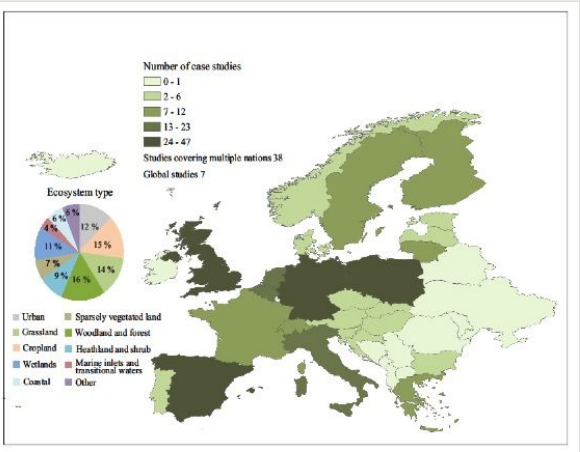 Number of case studies
0 - 1
2 - 6
7 - 12
13 - 23
24 - 47
Studies covering multiple nations 38
Global studies 7
Ecosystem type
12 %
15 %
14 %
16 %
9 %
7 %
11 %
4 %
6 %
6 %
Urban
Grassland
Cropland
Wetlands
Coastal
Sparsely vegetated land
Woodland and forest
Heathland and shrub
Marine inlets and
transitional waters
Other